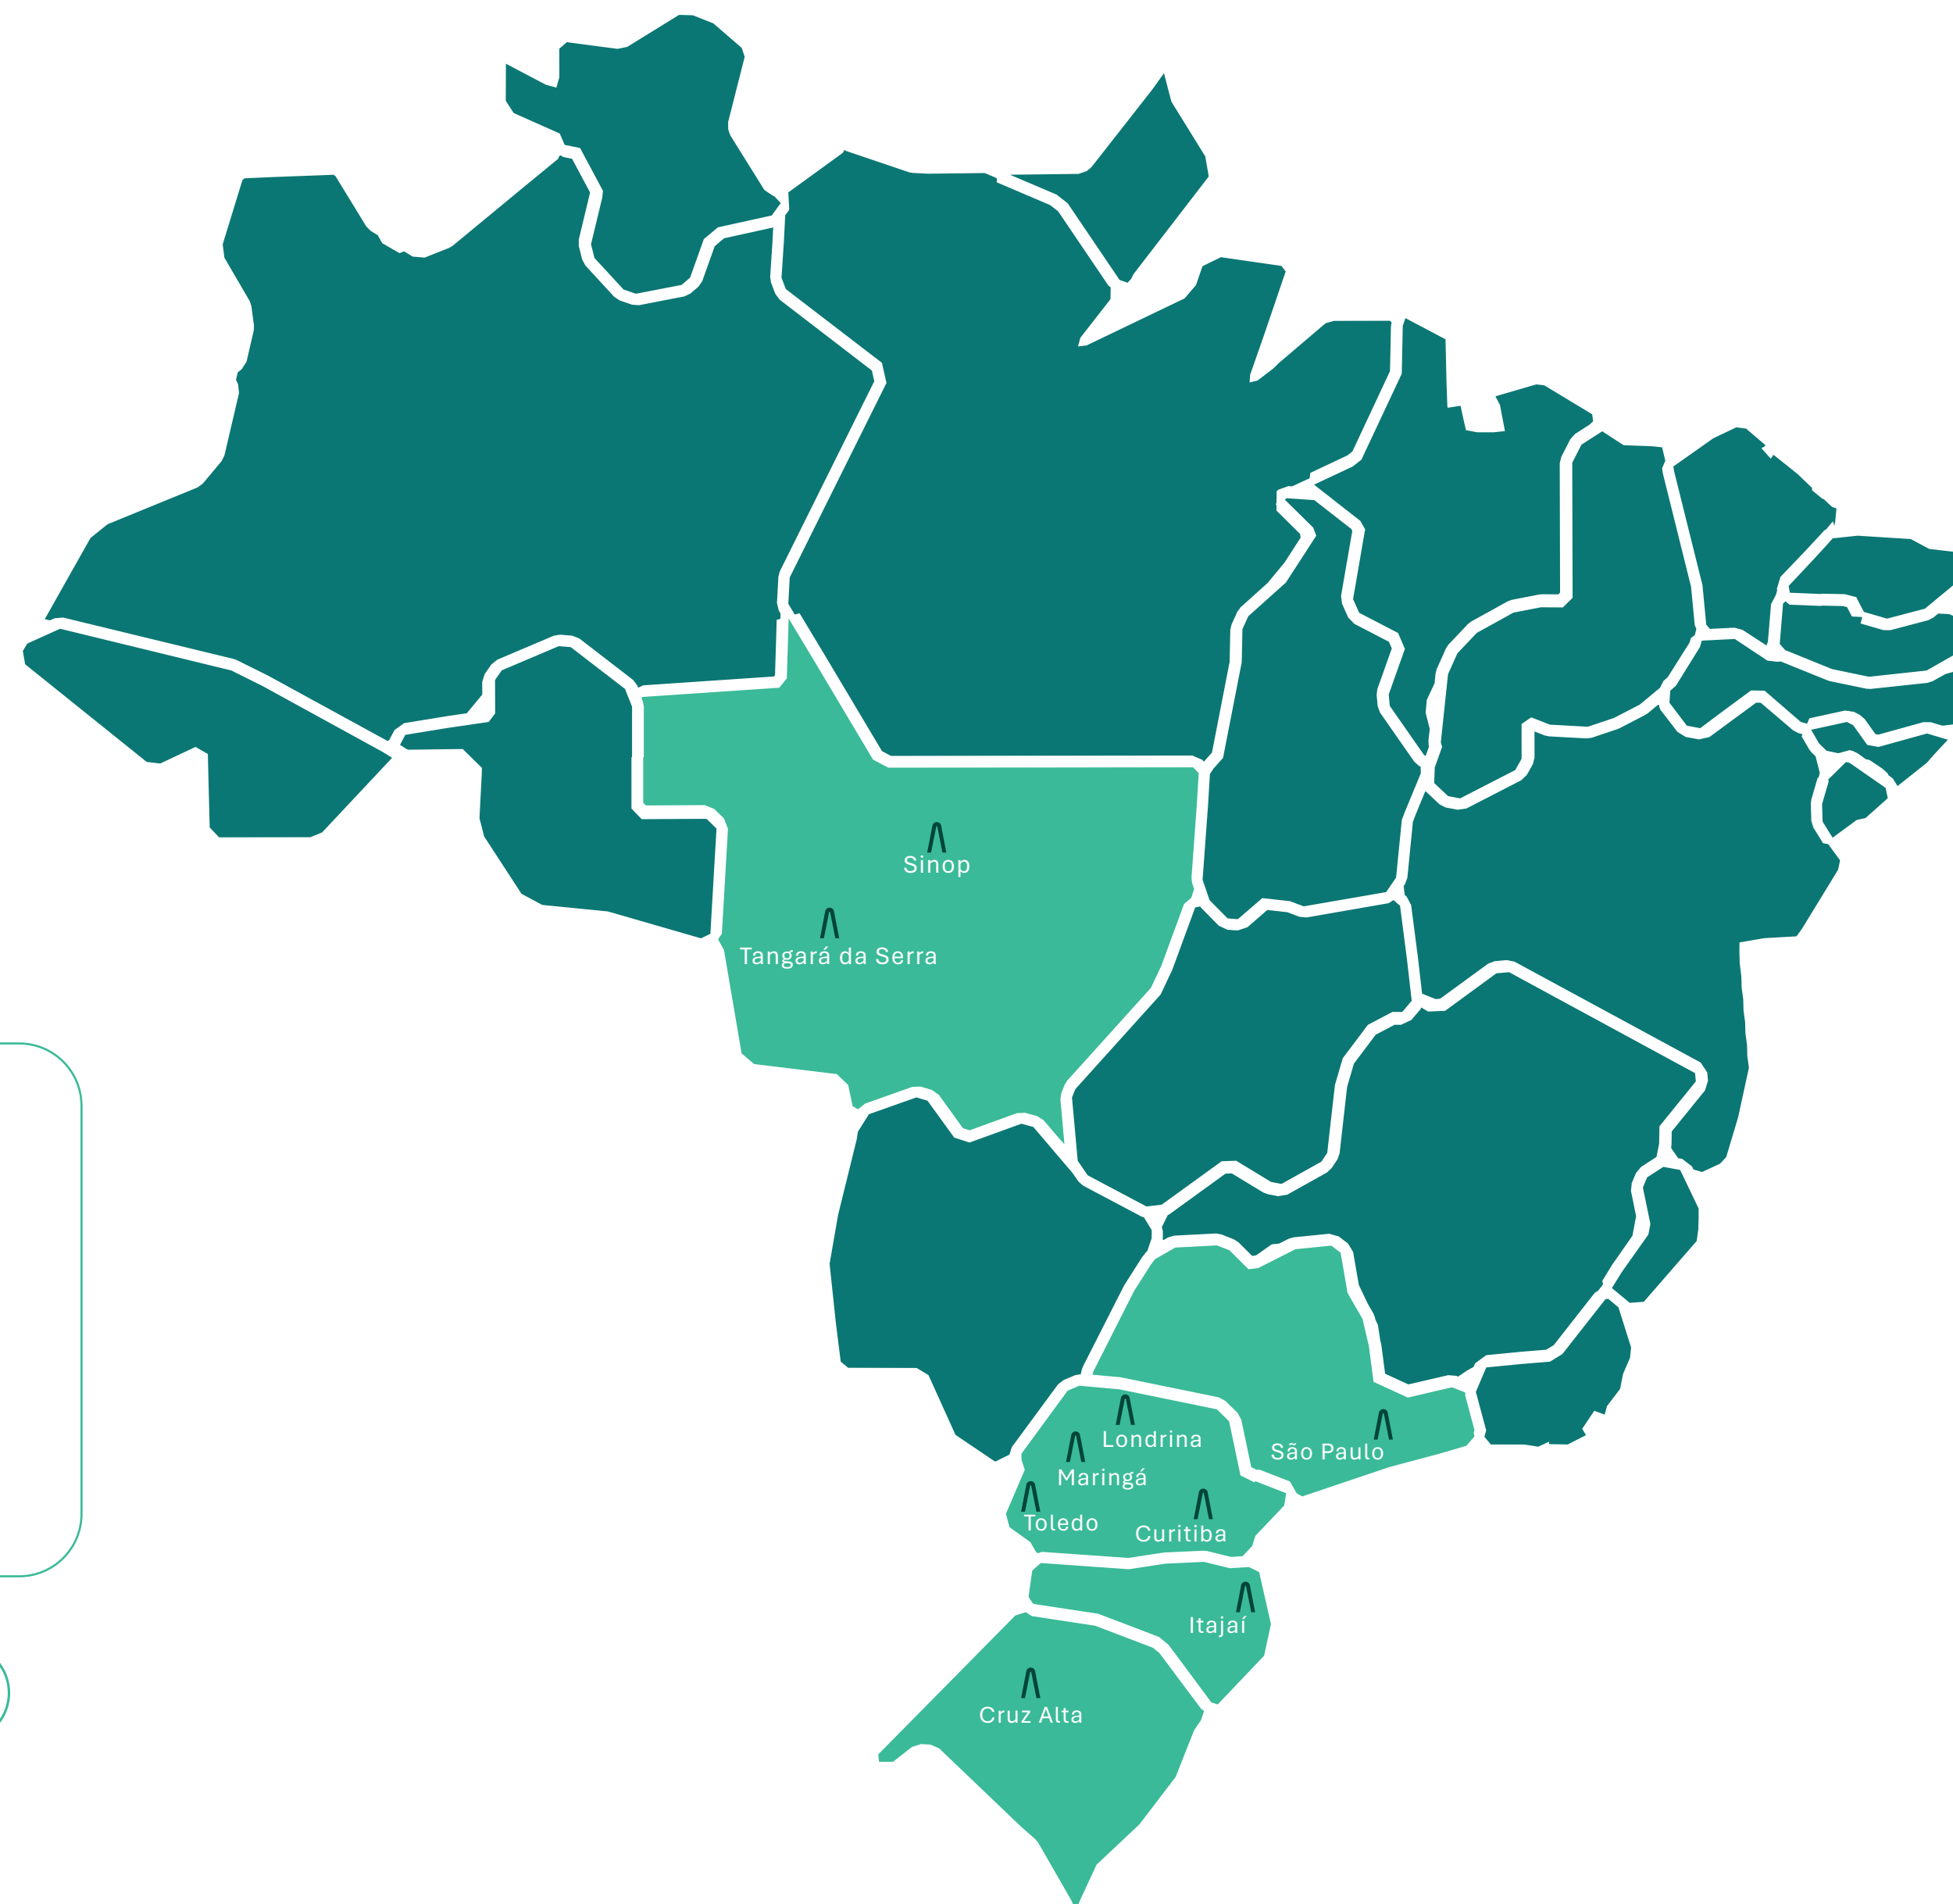 Sinop
Tangará da Serra
Londrina
São Paulo
Maringá
Toledo
Curitiba
Itajaí
Cruz Alta